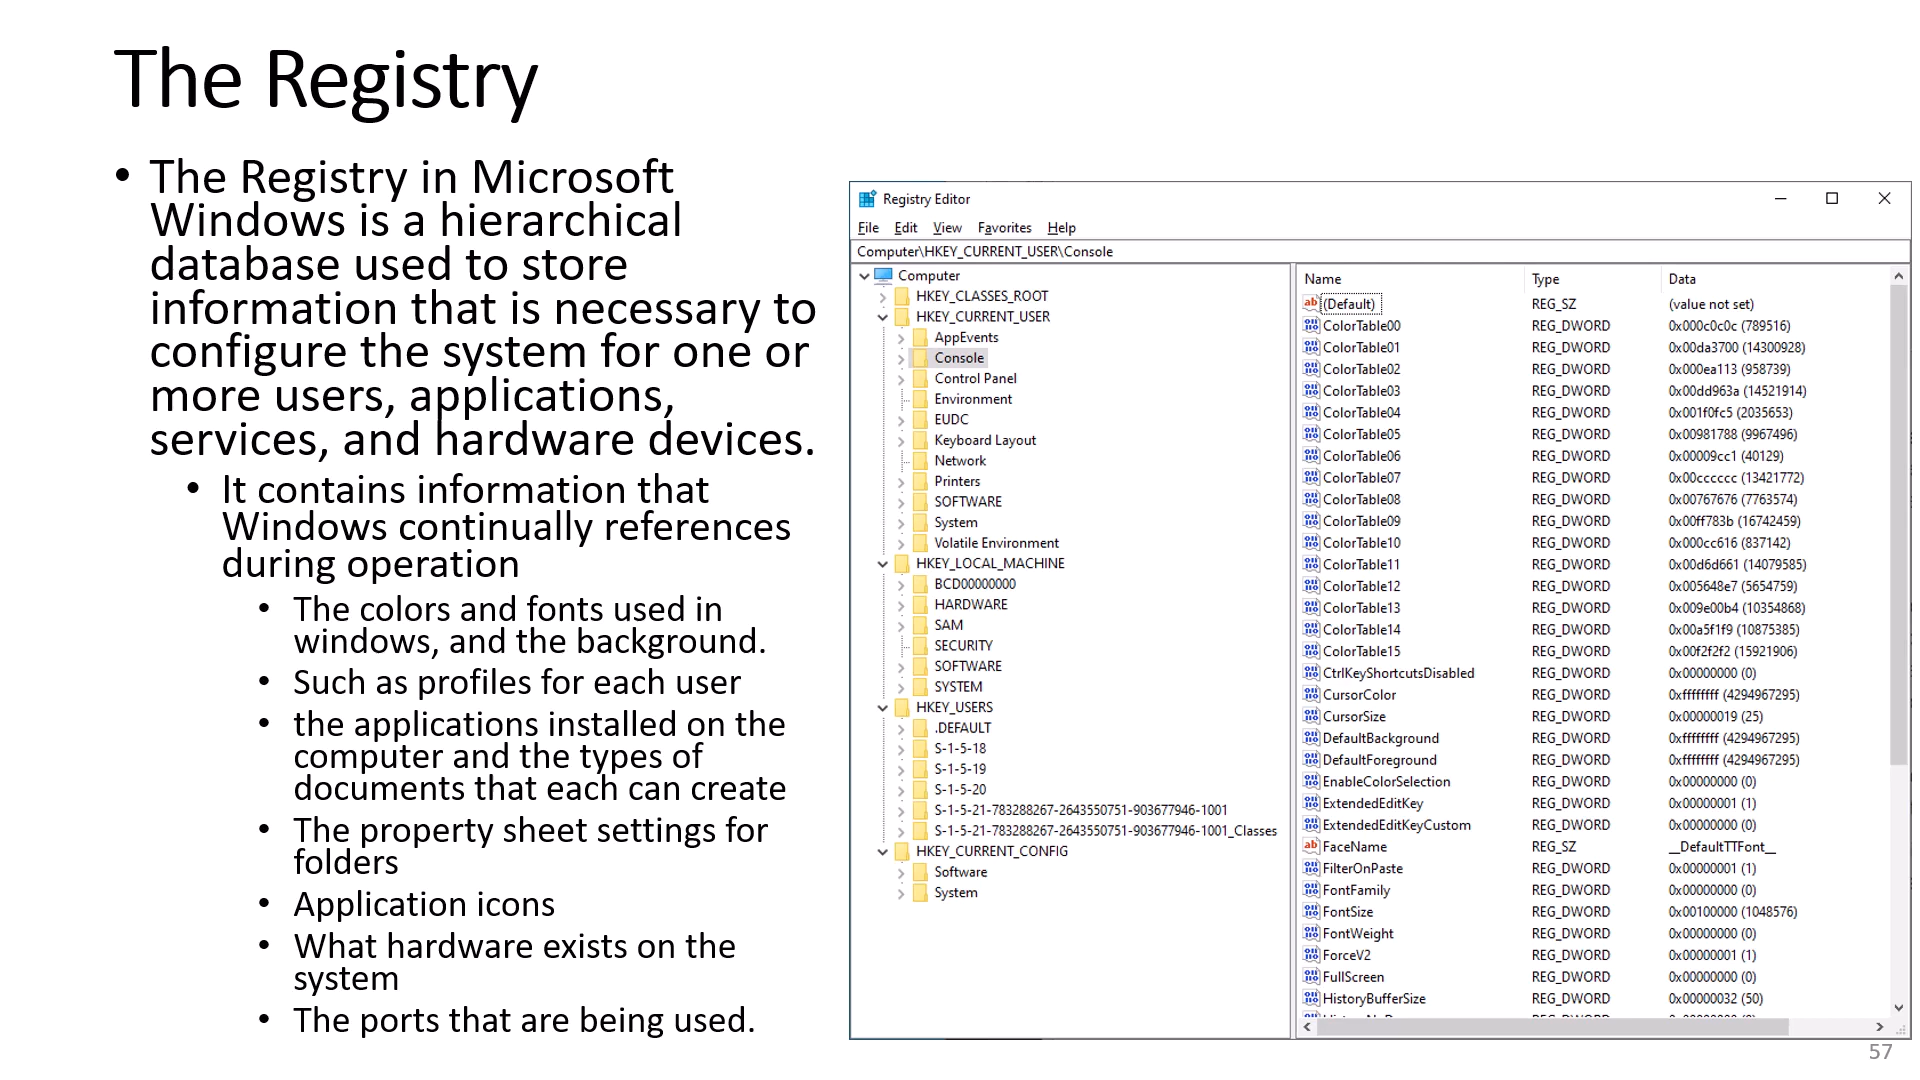 The Registry
• The Registry in Microsoft
Windows is a hierarchical
database used to store
information that is necessary to
configure the system for one or
more users, applications,
services, and hardware devices.
• It contains information that
Windows continually references
during operation
• The colors and fonts used in
windows, and the background.
• Such as profiles for each user
• the applications installed on the
computer and the types of
documents that each can create
• The property sheet settings for
folders
• Application icons
• What hardware exists on the
system
• The ports that are being used.
Registry Editor
File Edit View Favorites Help
Computer\HKEY_CURRENT_USER\Console
Computer
HKEY_CLASSES_ROOT
HKEY_CURRENT_USER
AppEvents
Console
Control Panel
Environment
EUDC
Keyboard Layout
Network
Printers
SOFTWARE
System
Volatile Environment
HKEY_LOCAL_MACHINE
BCD00000000
HARDWARE
SAM
SECURITY
SOFTWARE
SYSTEM
HKEY_USERS
.DEFAULT
S-1-5-18
S-1-5-19
S-1-5-20
S-1-5-21-783288267-2643550751-903677946-1001
S-1-5-21-783288267-2643550751-903677946-1001_Classes
HKEY_CURRENT_CONFIG
Software
System
Name Type Data
(Default) REG_SZ (value not set)
ColorTable00 REG_DWORD 0x000c0c0c (789516)
ColorTable01 REG_DWORD 0x00da3700 (14300928)
ColorTable02 REG_DWORD 0x000ea113 (958739)
ColorTable03 REG_DWORD 0x00dd963a (14521914)
ColorTable04 REG_DWORD 0x001f0fc5 (2035653)
ColorTable05 REG_DWORD 0x00981788 (9967496)
ColorTable06 REG_DWORD 0x00009cc1 (40129)
ColorTable07 REG_DWORD 0x00cccccc (13421772)
ColorTable08 REG_DWORD 0x00767676 (7763574)
ColorTable09 REG_DWORD 0x00ff783b (16742459)
ColorTable10 REG_DWORD 0x000cc616 (837142)
ColorTable11 REG_DWORD 0x00d6d661 (14079585)
ColorTable12 REG_DWORD 0x005648e7 (5654759)
ColorTable13 REG_DWORD 0x009e00b4 (10354868)
ColorTable14 REG_DWORD 0x00a5f1f9 (10875385)
ColorTable15 REG_DWORD 0x00f2f2f2 (15921906)
CtrlKeyShortcutsDisabled REG_DWORD 0x00000000 (0)
CursorColor REG_DWORD 0xffffffff (4294967295)
CursorSize REG_DWORD 0x00000019 (25)
DefaultBackground REG_DWORD 0xffffffff (4294967295)
DefaultForeground REG_DWORD 0xffffffff (4294967295)
EnableColorSelection REG_DWORD 0x00000000 (0)
ExtendedEditKey REG_DWORD 0x00000001 (1)
ExtendedEditKeyCustom REG_DWORD 0x00000000 (0)
FaceName REG_SZ __DefaultTTFont__
FilterOnPaste REG_DWORD 0x00000001 (1)
FontFamily REG_DWORD 0x00000000 (0)
FontSize REG_DWORD 0x00100000 (1048576)
FontWeight REG_DWORD 0x00000000 (0)
ForceV2 REG_DWORD 0x00000001 (1)
FullScreen REG_DWORD 0x00000000 (0)
HistoryBufferSize REG_DWORD 0x00000032 (50)
57